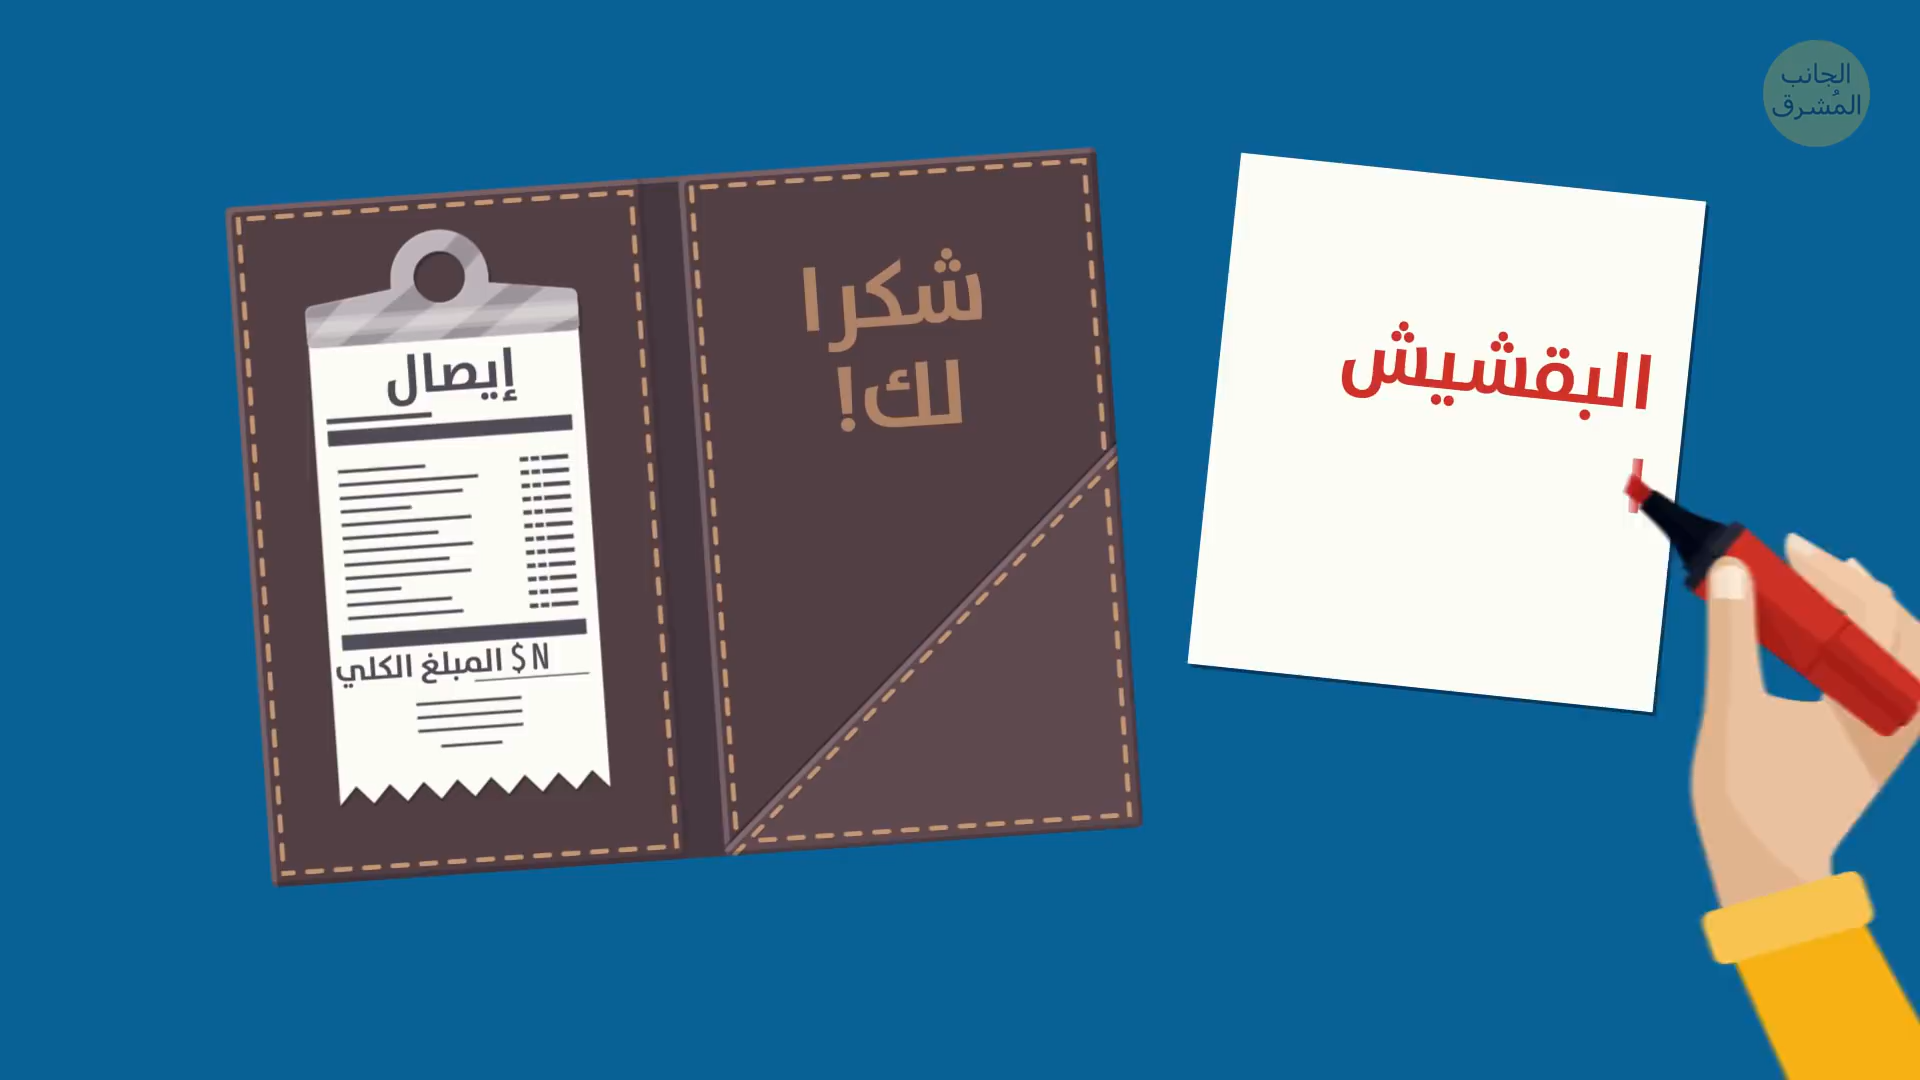 الجانب
المُشرق
شكرا
لك!
إيصال
المبلغ الكلي $N
البقشيش